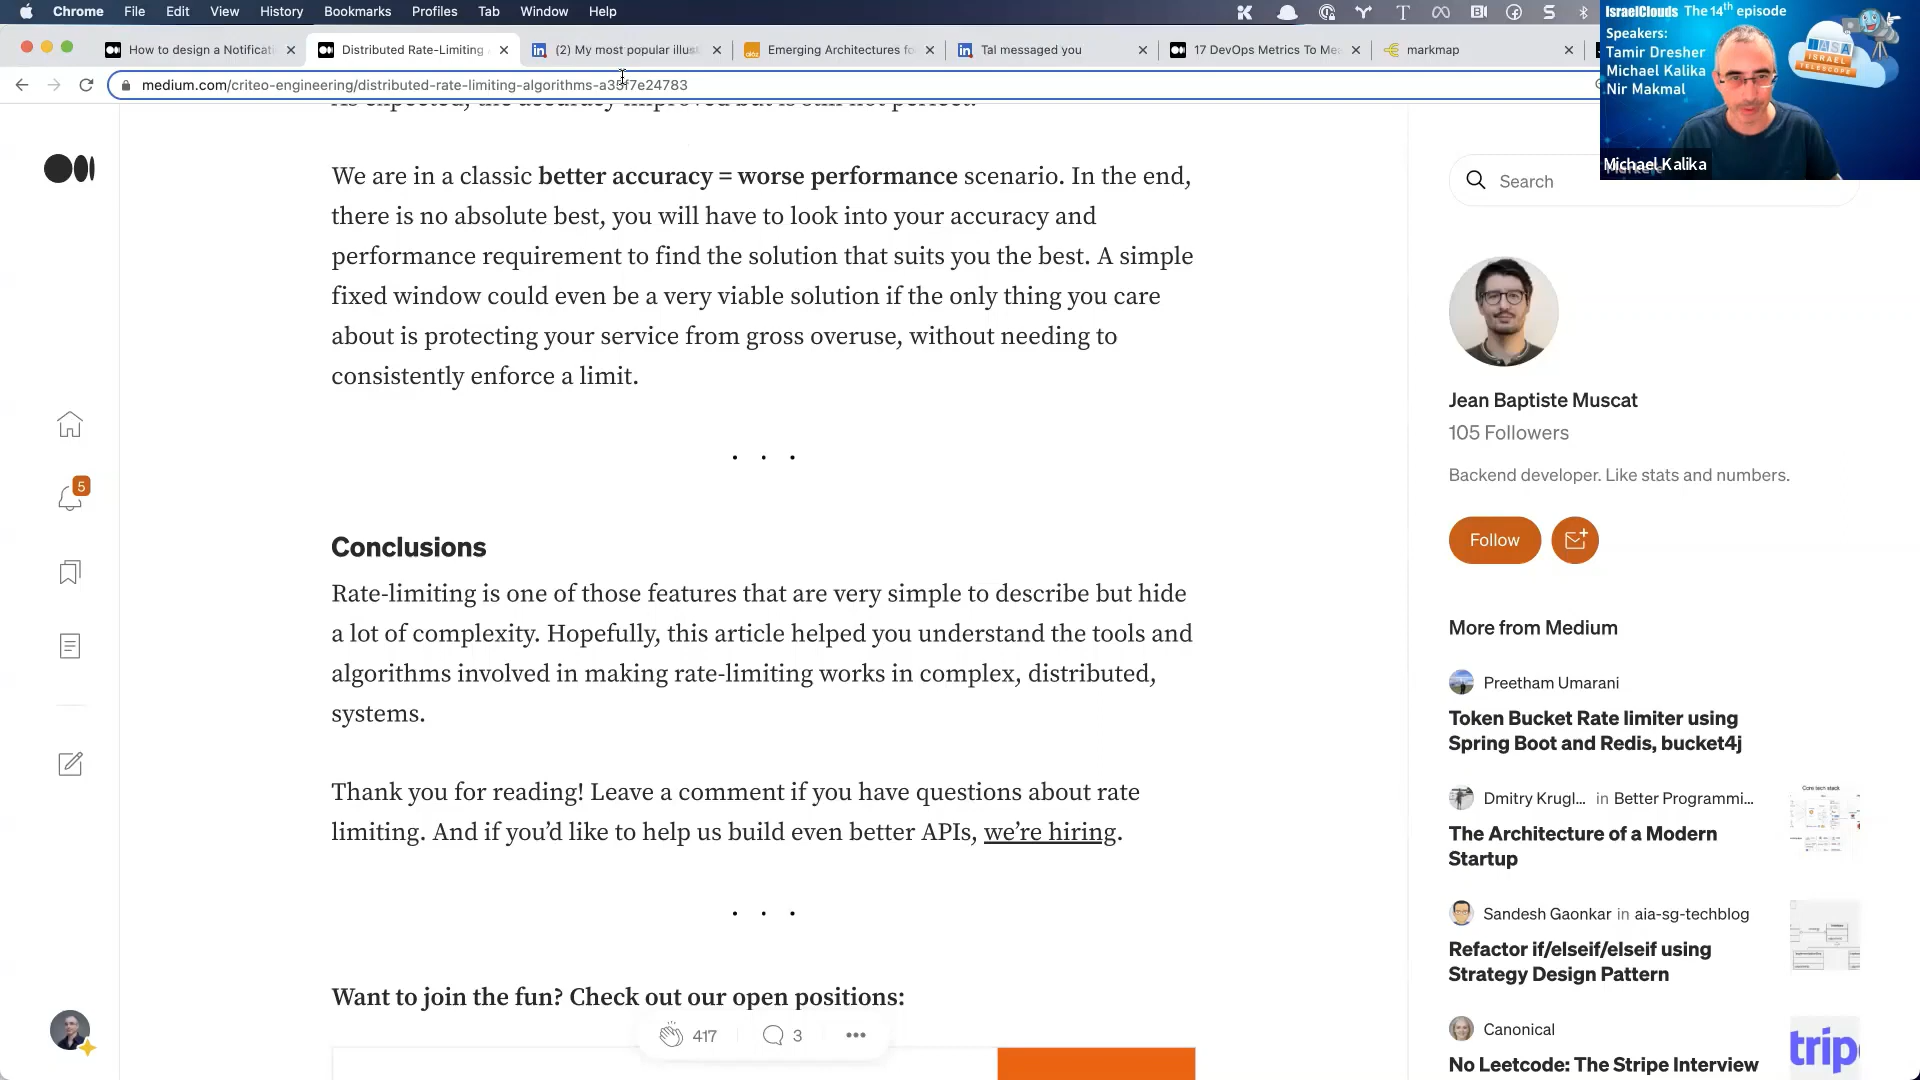 Chrome File Edit View History Bookmarks Profiles Tab Window Help
How to design a Notificati
Distributed Rate-Limiting
(2) My most popular illust
Emerging Architectures fo
Tal messaged you
17 DevOps Metrics To Me
markmap
medium.com/criteo-engineering/distributed-rate-limiting-algorithms-a35f7e24783
IsraelClouds The 14th episode
Speakers:
Tamir Dresher
Michael Kalika
Nir Makmal
IASA
ISRAEL
TELESCOPE
Michael Kalika
We are in a classic better accuracy = worse performance scenario. In the end,
there is no absolute best, you will have to look into your accuracy and
performance requirement to find the solution that suits you the best. A simple
fixed window could even be a very viable solution if the only thing you care
about is protecting your service from gross overuse, without needing to
consistently enforce a limit.
. . .
Conclusions
Rate-limiting is one of those features that are very simple to describe but hide
a lot of complexity. Hopefully, this article helped you understand the tools and
algorithms involved in making rate-limiting works in complex, distributed,
systems.
Thank you for reading! Leave a comment if you have questions about rate
limiting. And if you’d like to help us build even better APIs, we’re hiring.
. . .
Want to join the fun? Check out our open positions:
417
3
5
Search
Jean Baptiste Muscat
105 Followers
Backend developer. Like stats and numbers.
Follow
More from Medium
Preetham Umarani
Token Bucket Rate limiter using
Spring Boot and Redis, bucket4j
Dmitry Krugl... in Better Programmi...
The Architecture of a Modern
Startup
Sandesh Gaonkar in aia-sg-techblog
Refactor if/elseif/elseif using
Strategy Design Pattern
Canonical
No Leetcode: The Stripe Interview
trip